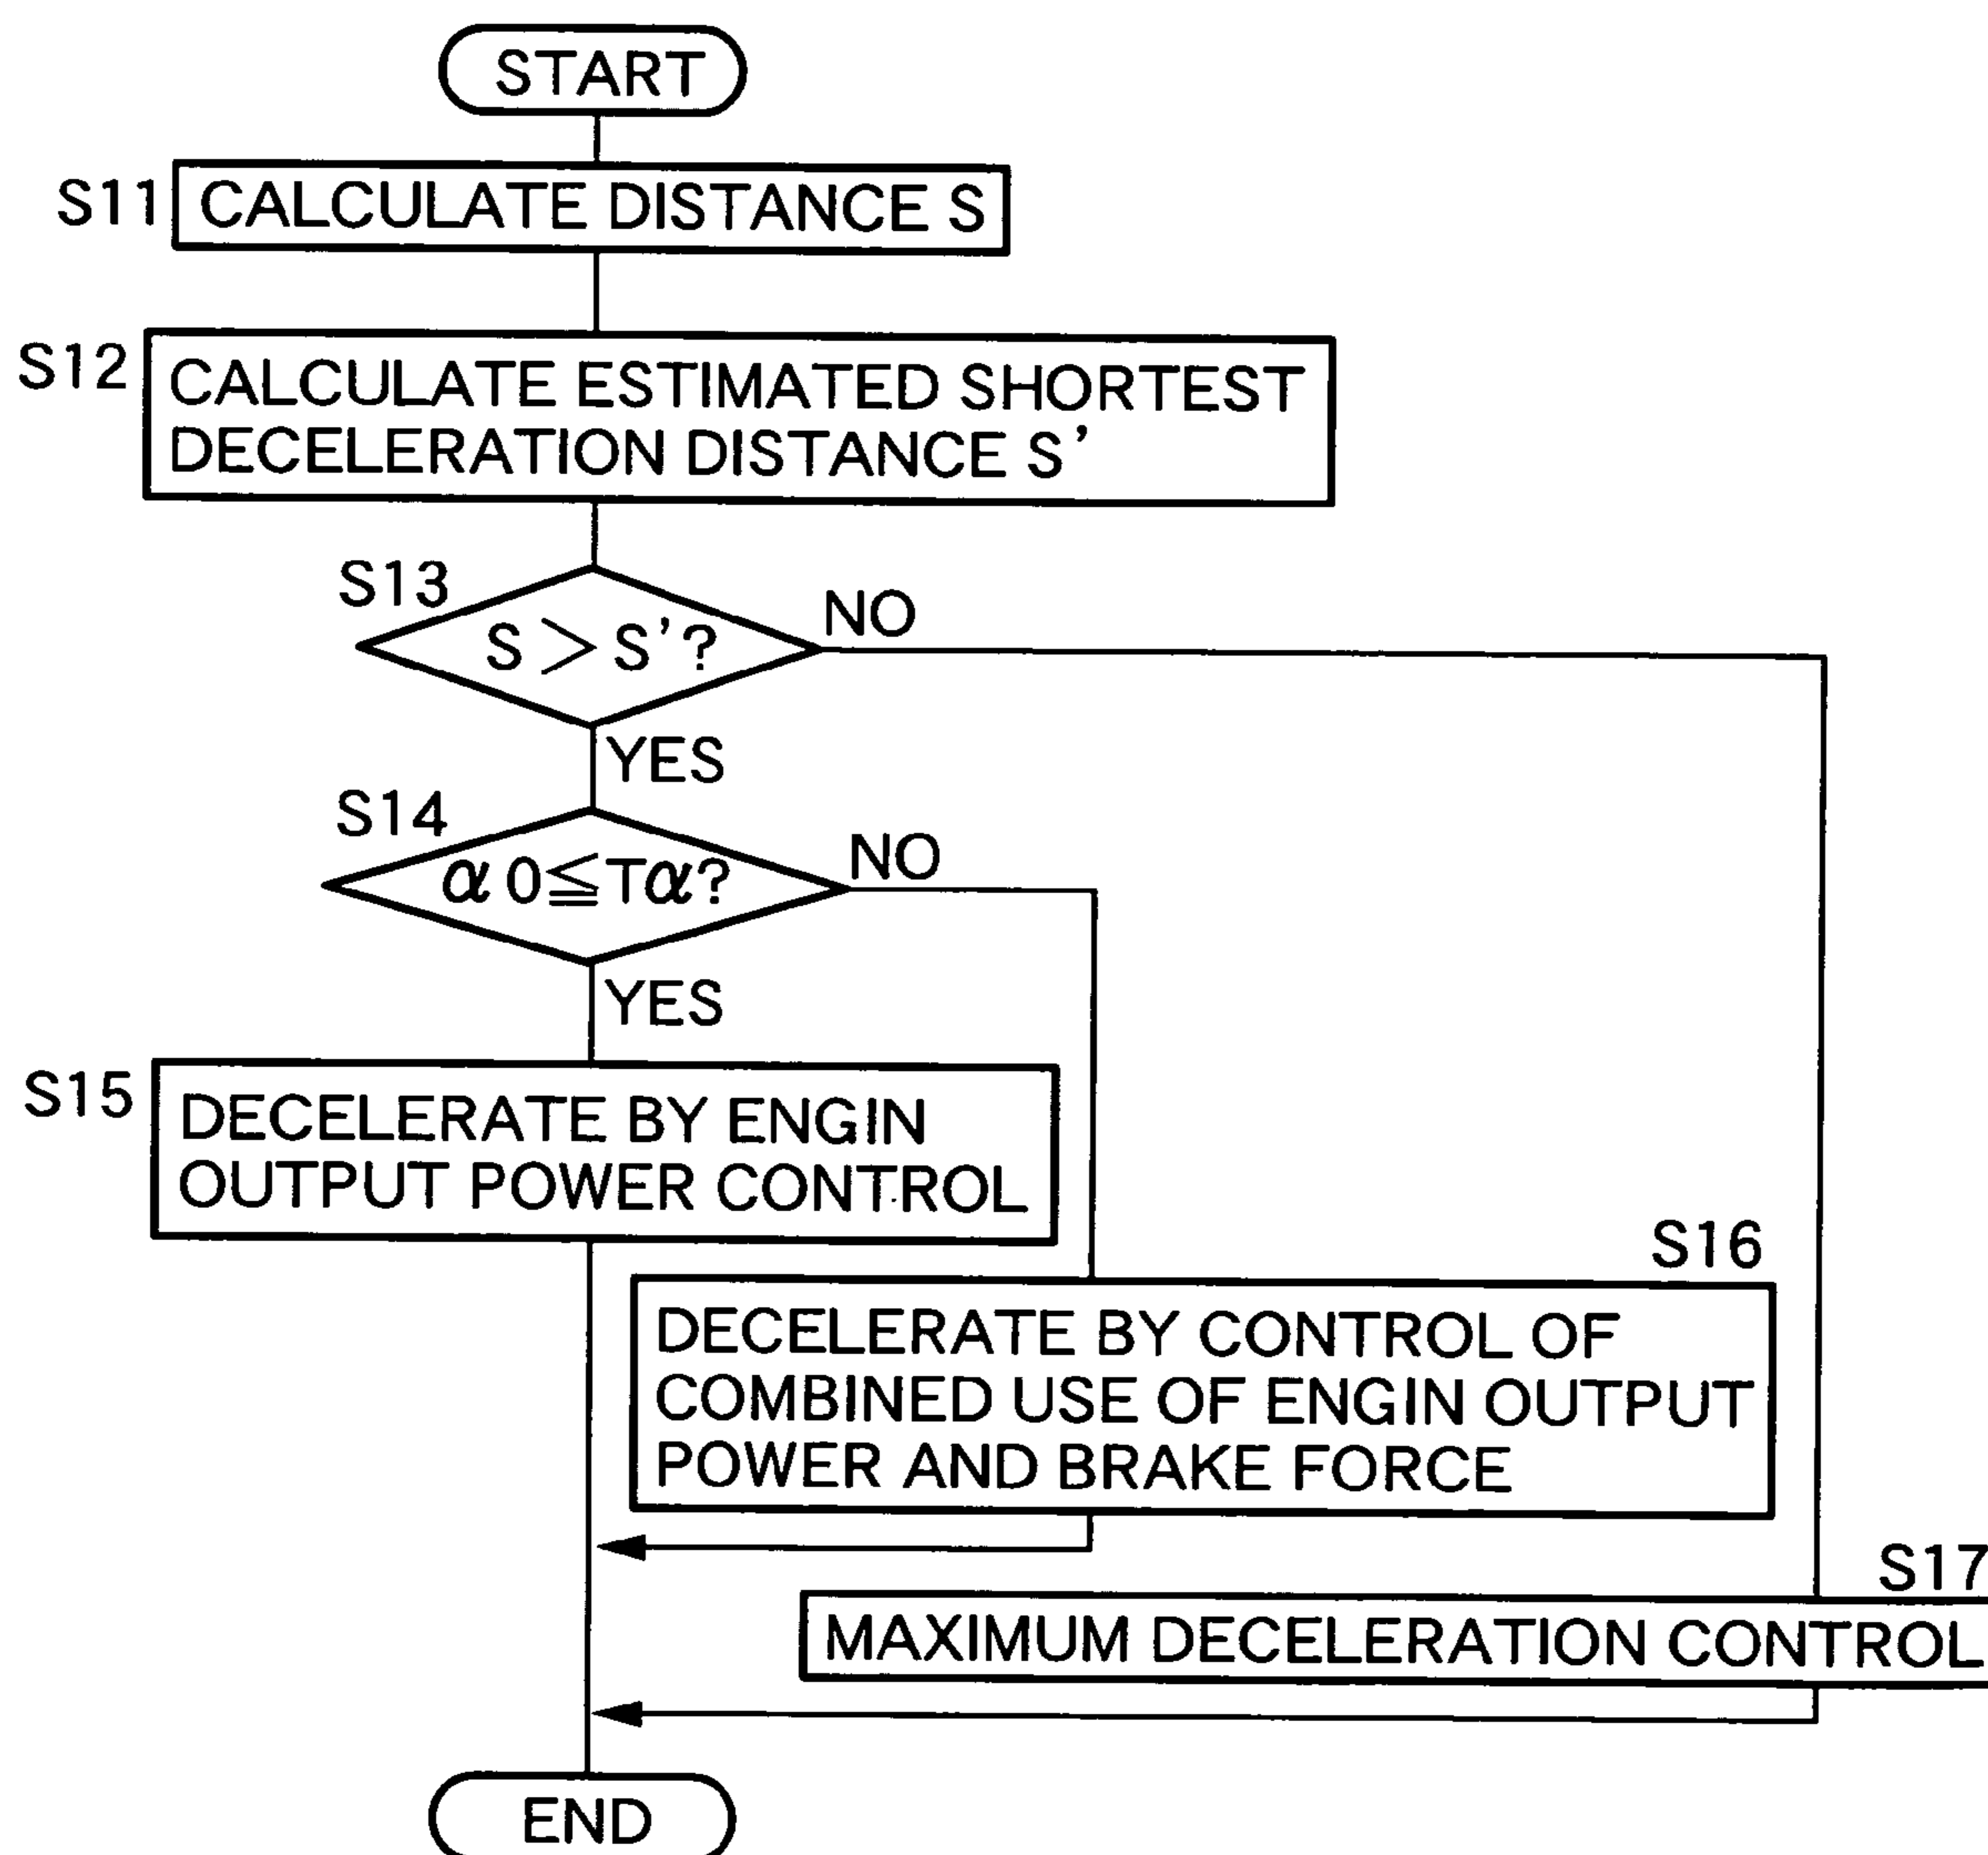 START
S11
CALCULATE DISTANCE S
S12
CALCULATE ESTIMATED SHORTEST
DECELERATION DISTANCE S'
S13
S > S'?
NO
YES
S14
α0≦Tα?
NO
YES
S15
DECELERATE BY ENGIN
OUTPUT POWER CONTROL
S16
DECELERATE BY CONTROL OF
COMBINED USE OF ENGIN OUTPUT
POWER AND BRAKE FORCE
S17
MAXIMUM DECELERATION CONTROL
END